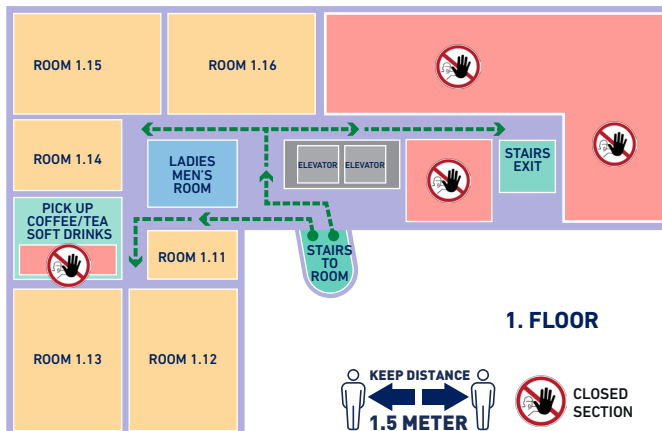 ROOM 1.15
ROOM 1.16
ROOM 1.14
LADIES
MEN'S
ROOM
ELEVATOR
ELEVATOR
STAIRS
EXIT
PICK UP
COFFEE/TEA
SOFT DRINKS
ROOM 1.11
STAIRS
TO
ROOM
ROOM 1.13
ROOM 1.12
1. FLOOR
KEEP DISTANCE
1.5 METER
CLOSED
SECTION